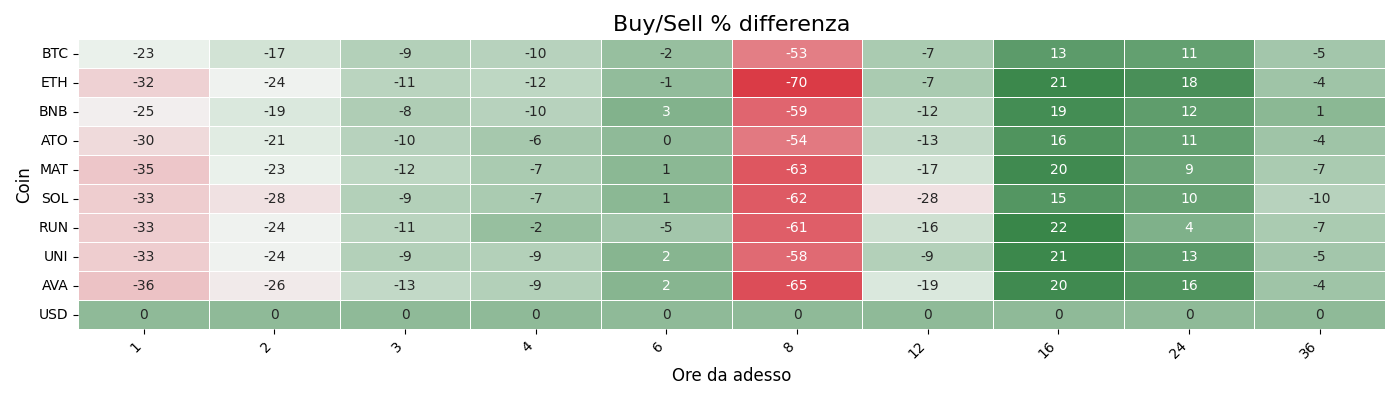 Buy/Sell % differenza
Coin
BTC -23 -17 -9 -10 -2 -53 -7 13 11 -5
ETH -32 -24 -11 -12 -1 -70 -7 21 18 -4
BNB -25 -19 -8 -10 3 -59 -12 19 12 1
ATO -30 -21 -10 -6 0 -54 -13 16 11 -4
MAT -35 -23 -12 -7 1 -63 -17 20 9 -7
SOL -33 -28 -9 -7 1 -62 -28 15 10 -10
RUN -33 -24 -11 -2 -5 -61 -16 22 4 -7
UNI -33 -24 -9 -9 2 -58 -9 21 13 -5
AVA -36 -26 -13 -9 2 -65 -19 20 16 -4
USD 0 0 0 0 0 0 0 0 0 0
1 2 3 4 6 8 12 16 24 36
Ore da adesso